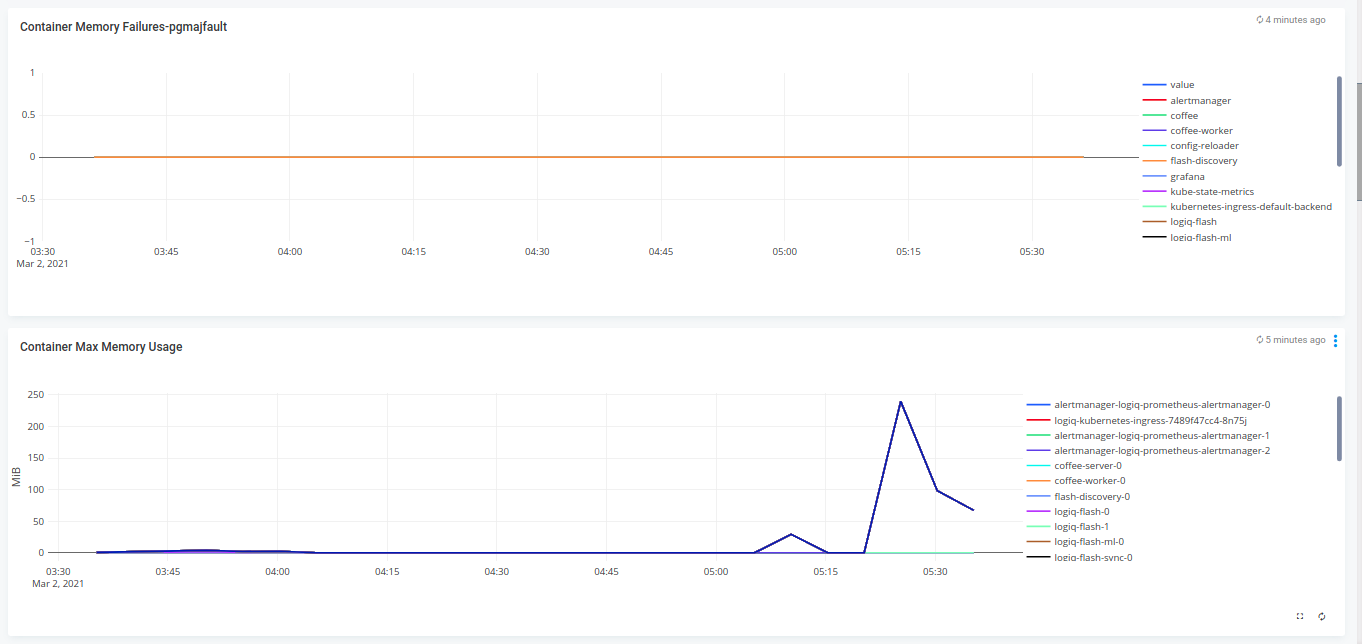 Container Memory Failures-pgmajfault
4 minutes ago
1
0.5
0
−0.5
−1
03:30
03:45
04:00
04:15
04:30
04:45
05:00
05:15
05:30
Mar 2, 2021
value
alertmanager
coffee
coffee-worker
config-reloader
flash-discovery
grafana
kube-state-metrics
kubernetes-ingress-default-backend
logiq-flash
logiq-flash-ml
Container Max Memory Usage
5 minutes ago
250
200
150
100
50
0
MiB
03:30
03:45
04:00
04:15
04:30
04:45
05:00
05:15
05:30
Mar 2, 2021
alertmanager-logiq-prometheus-alertmanager-0
logiq-kubernetes-ingress-7489f47cc4-8n75j
alertmanager-logiq-prometheus-alertmanager-1
alertmanager-logiq-prometheus-alertmanager-2
coffee-server-0
coffee-worker-0
flash-discovery-0
logiq-flash-0
logiq-flash-1
logiq-flash-ml-0
logiq-flash-sync-0